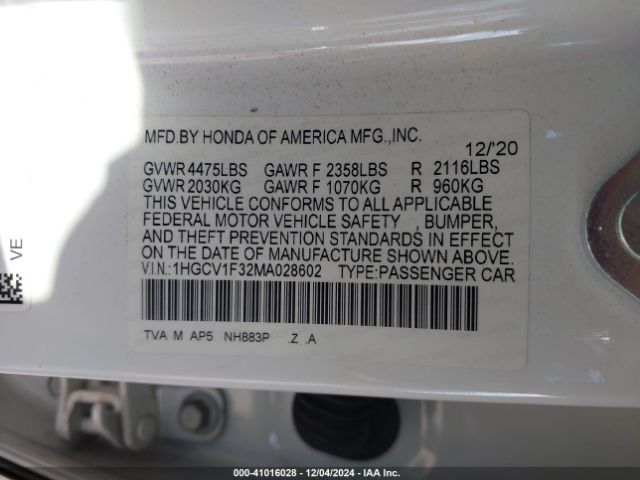 MFD.BY HONDA OF AMERICA MFG.,INC.
12/'20
GVWR 4475LBS GAWR F 2358LBS R 2116LBS
GVWR 2030KG GAWR F 1070KG R 960KG
THIS VEHICLE CONFORMS TO ALL APPLICABLE
FEDERAL MOTOR VEHICLE SAFETY , BUMPER,
AND THEFT PREVENTION STANDARDS IN EFFECT
ON THE DATE OF MANUFACTURE SHOWN ABOVE.
V.I.N.: 1HGCV1F32MA028602 TYPE:PASSENGER CAR
TVA M AP5 NH883P .Z .A
VE
000-41016028 - 12/04/2024 - IAA Inc.